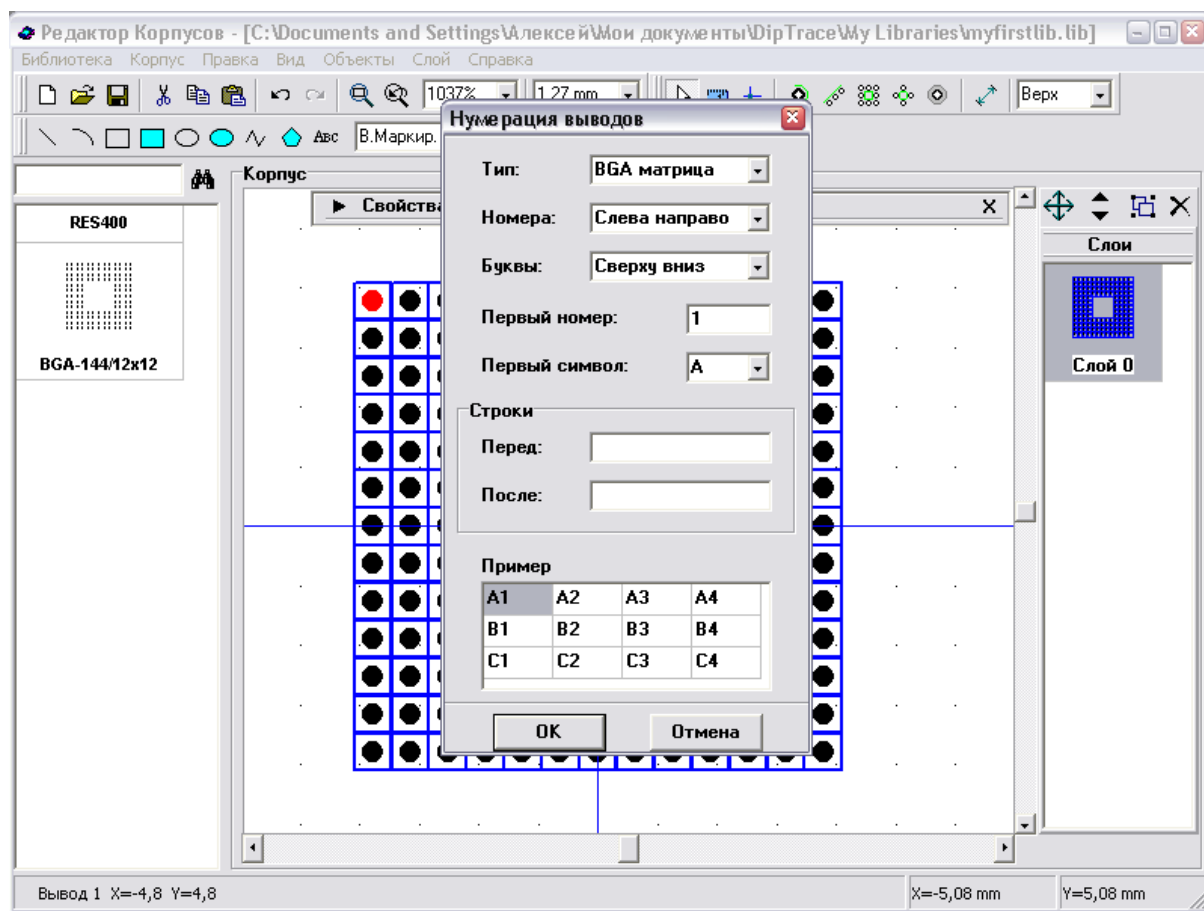 Редактор Корпусов - [C:\Documents and Settings\Алексей\Мои документы\DipTrace\My Libraries\myfirstlib.lib]
Библиотека Корпус Правка Вид Объекты Слой Справка
1037% 1.27 mm Верх
Abc В.Маркир.
Корпус
Свойства
RES400
BGA-144/12x12
Слои
Слой 0
Нумерация выводов
Тип: BGA матрица
Номера: Слева направо
Буквы: Сверху вниз
Первый номер: 1
Первый символ: A
Строки
Перед:
После:
Пример
A1 A2 A3 A4
B1 B2 B3 B4
C1 C2 C3 C4
OK Отмена
Вывод 1 X=-4,8 Y=4,8 X=-5,08 mm Y=5,08 mm